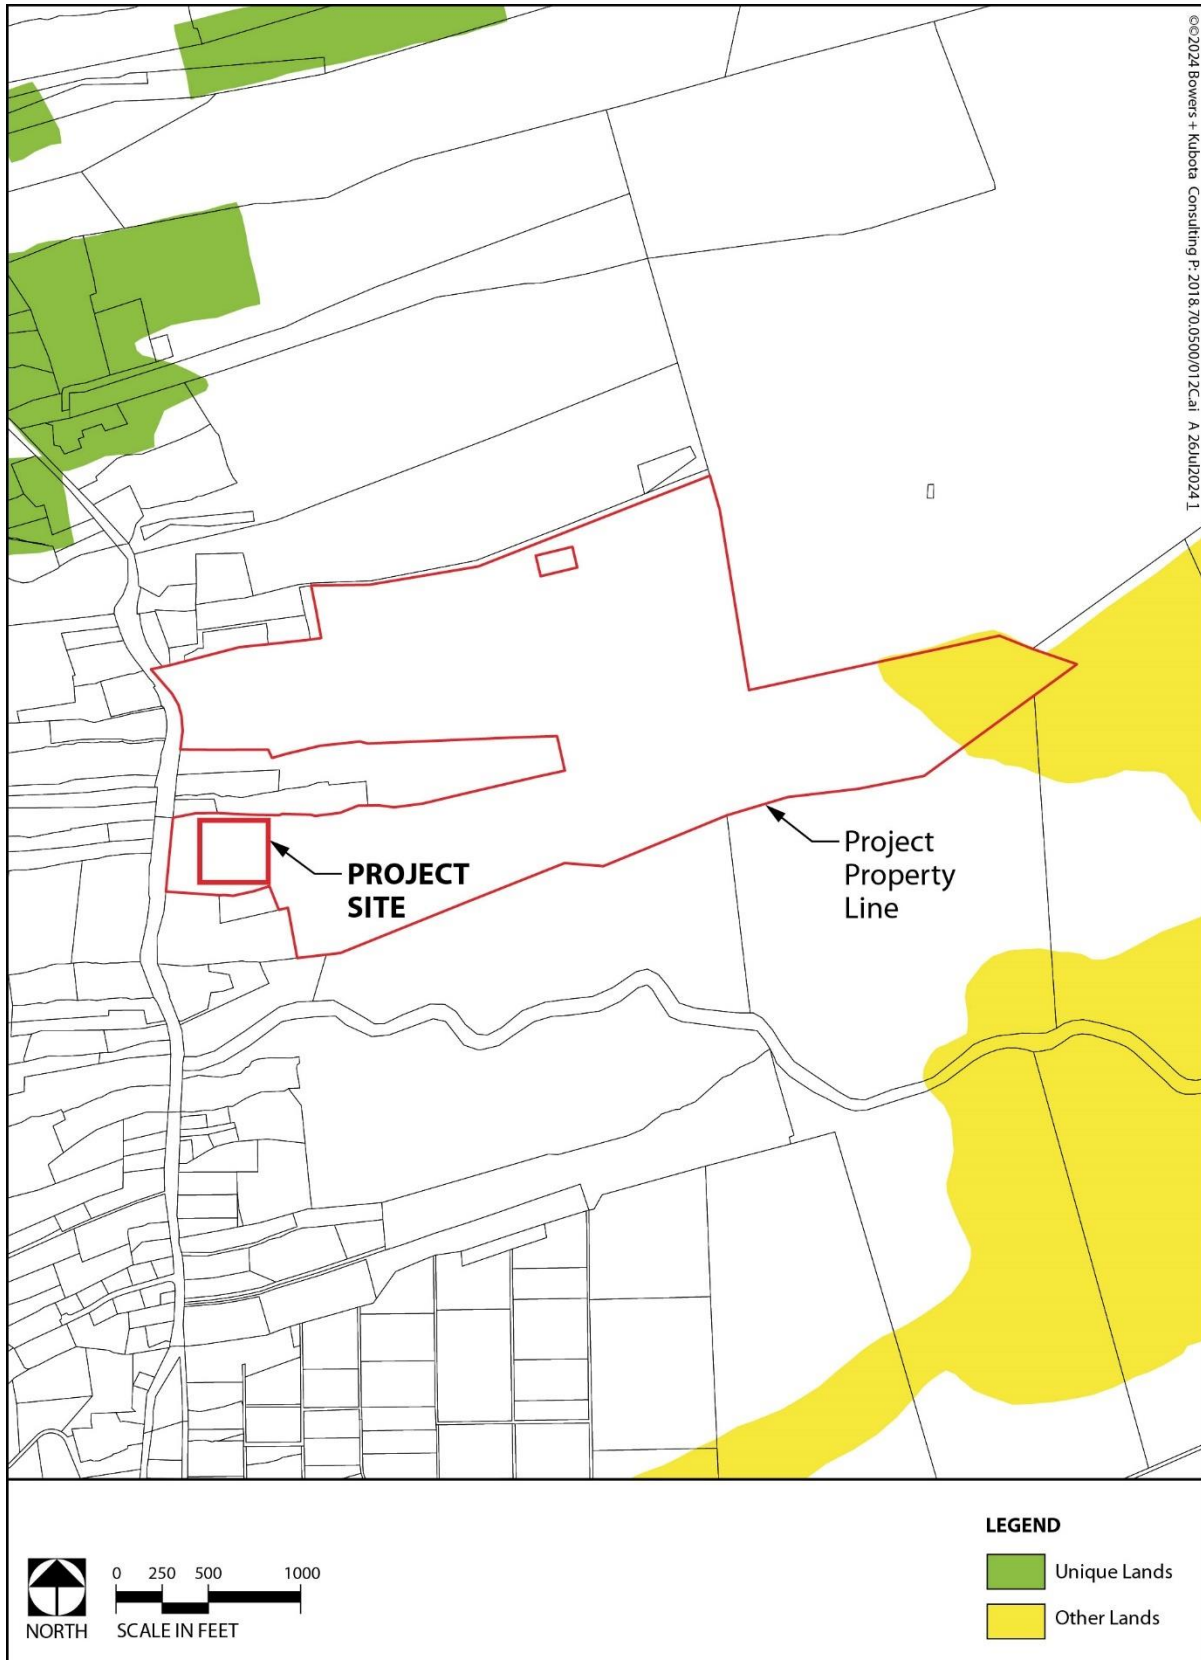 ©©2024 Bowers + Kubota Consulting P: 2018.70.0500/012C.ai A 26Jul2024 1
PROJECT
SITE
Project
Property
Line
LEGEND
Unique Lands
Other Lands
0 250 500 1000
NORTH SCALE IN FEET